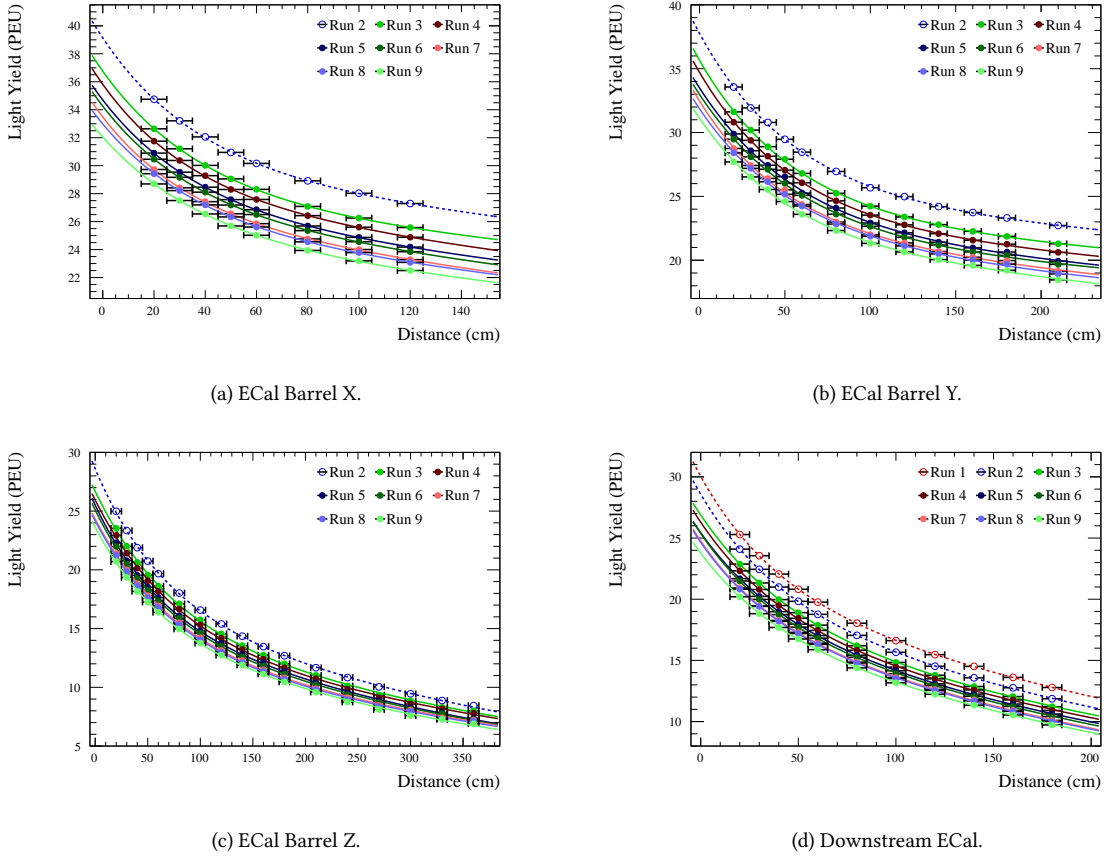 Light Yield (PEU)
40
38
36
34
32
30
28
26
24
22
Run 2 Run 3 Run 4
Run 5 Run 6 Run 7
Run 8 Run 9
0 20 40 60 80 100 120 140
Distance (cm)
(a) ECal Barrel X.
Light Yield (PEU)
40
35
30
25
20
Run 2 Run 3 Run 4
Run 5 Run 6 Run 7
Run 8 Run 9
0 50 100 150 200
Distance (cm)
(b) ECal Barrel Y.
Light Yield (PEU)
30
25
20
15
10
5
Run 2 Run 3 Run 4
Run 5 Run 6 Run 7
Run 8 Run 9
0 50 100 150 200 250 300 350
Distance (cm)
(c) ECal Barrel Z.
Light Yield (PEU)
30
25
20
15
10
Run 1 Run 2 Run 3
Run 4 Run 5 Run 6
Run 7 Run 8 Run 9
0 50 100 150 200
Distance (cm)
(d) Downstream ECal.